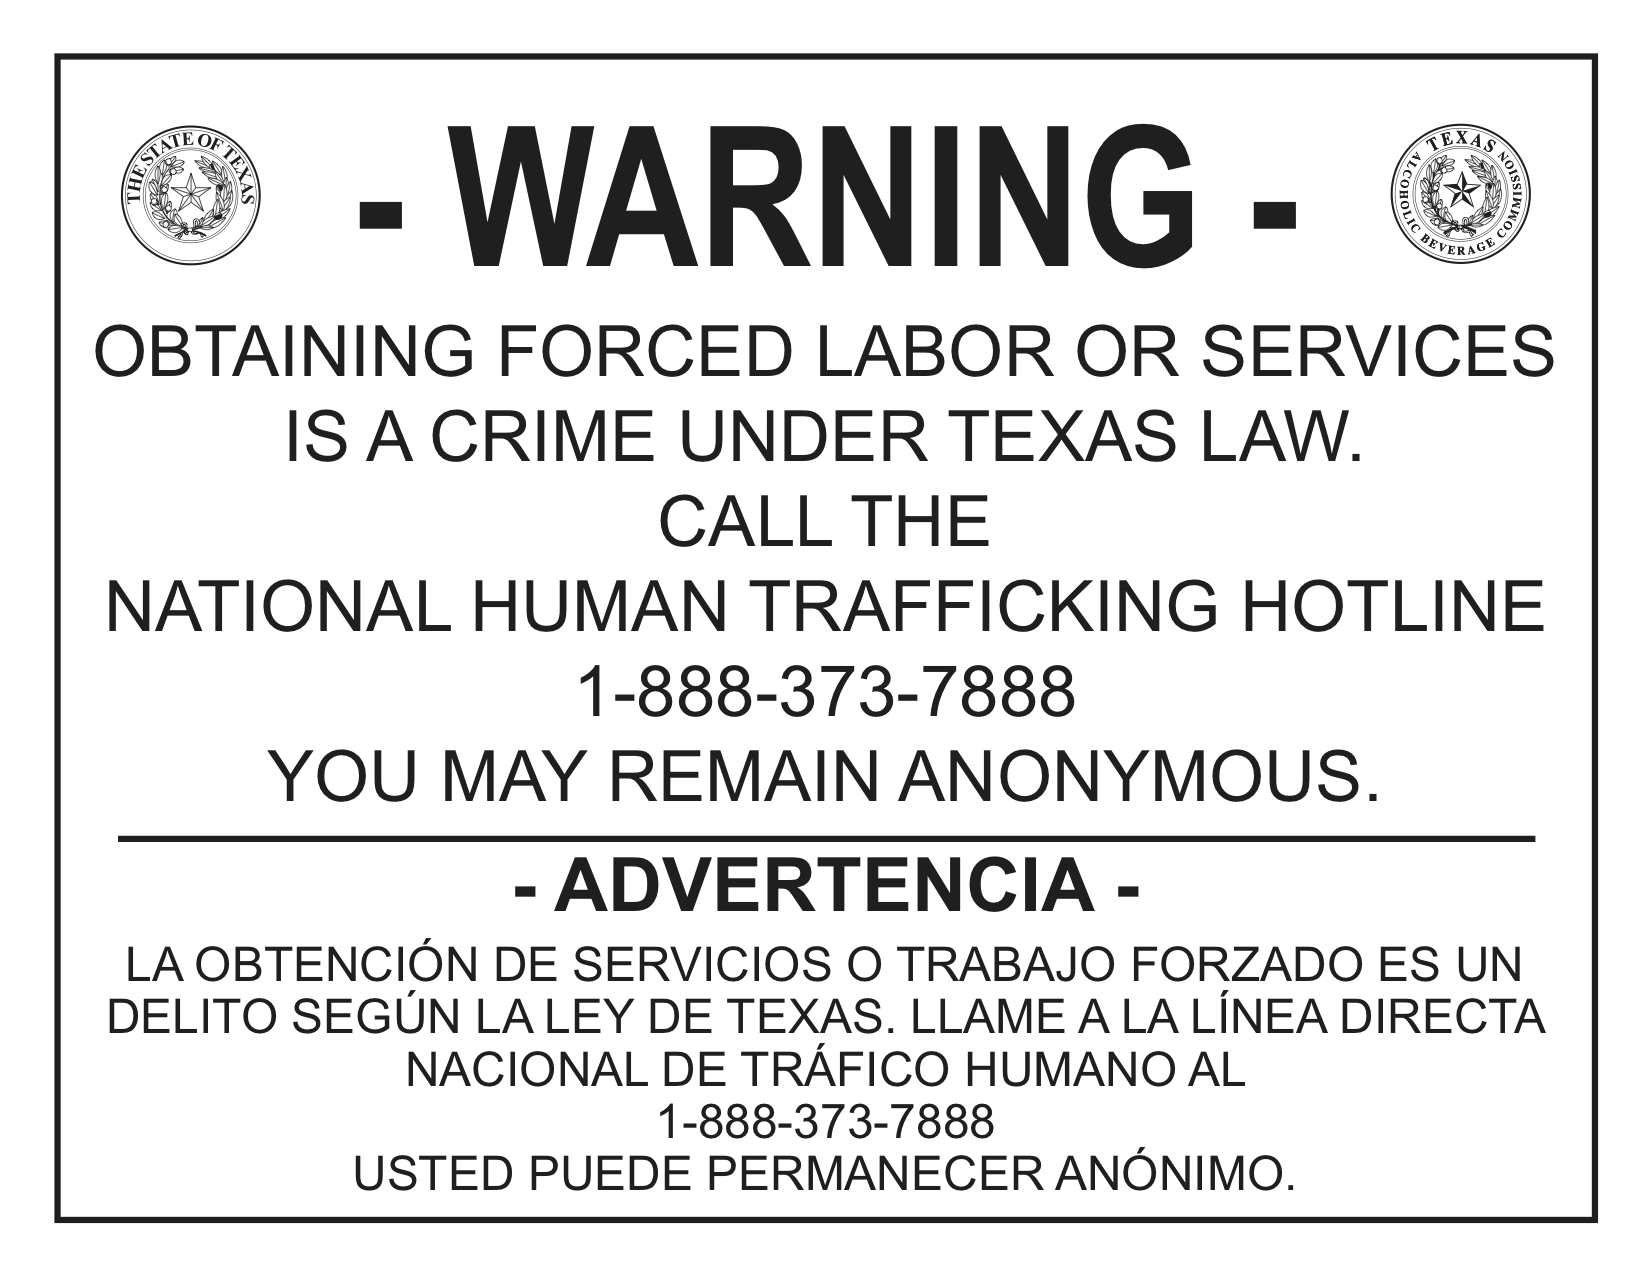 THE STATE OF TEXAS
- WARNING -
TEXAS
ALCOHOLIC BEVERAGE COMMISSION
OBTAINING FORCED LABOR OR SERVICES
IS A CRIME UNDER TEXAS LAW.
CALL THE
NATIONAL HUMAN TRAFFICKING HOTLINE
1-888-373-7888
YOU MAY REMAIN ANONYMOUS.
- ADVERTENCIA -
LA OBTENCIÓN DE SERVICIOS O TRABAJO FORZADO ES UN
DELITO SEGÚN LA LEY DE TEXAS. LLAME A LA LÍNEA DIRECTA
NACIONAL DE TRÁFICO HUMANO AL
1-888-373-7888
USTED PUEDE PERMANECER ANÓNIMO.